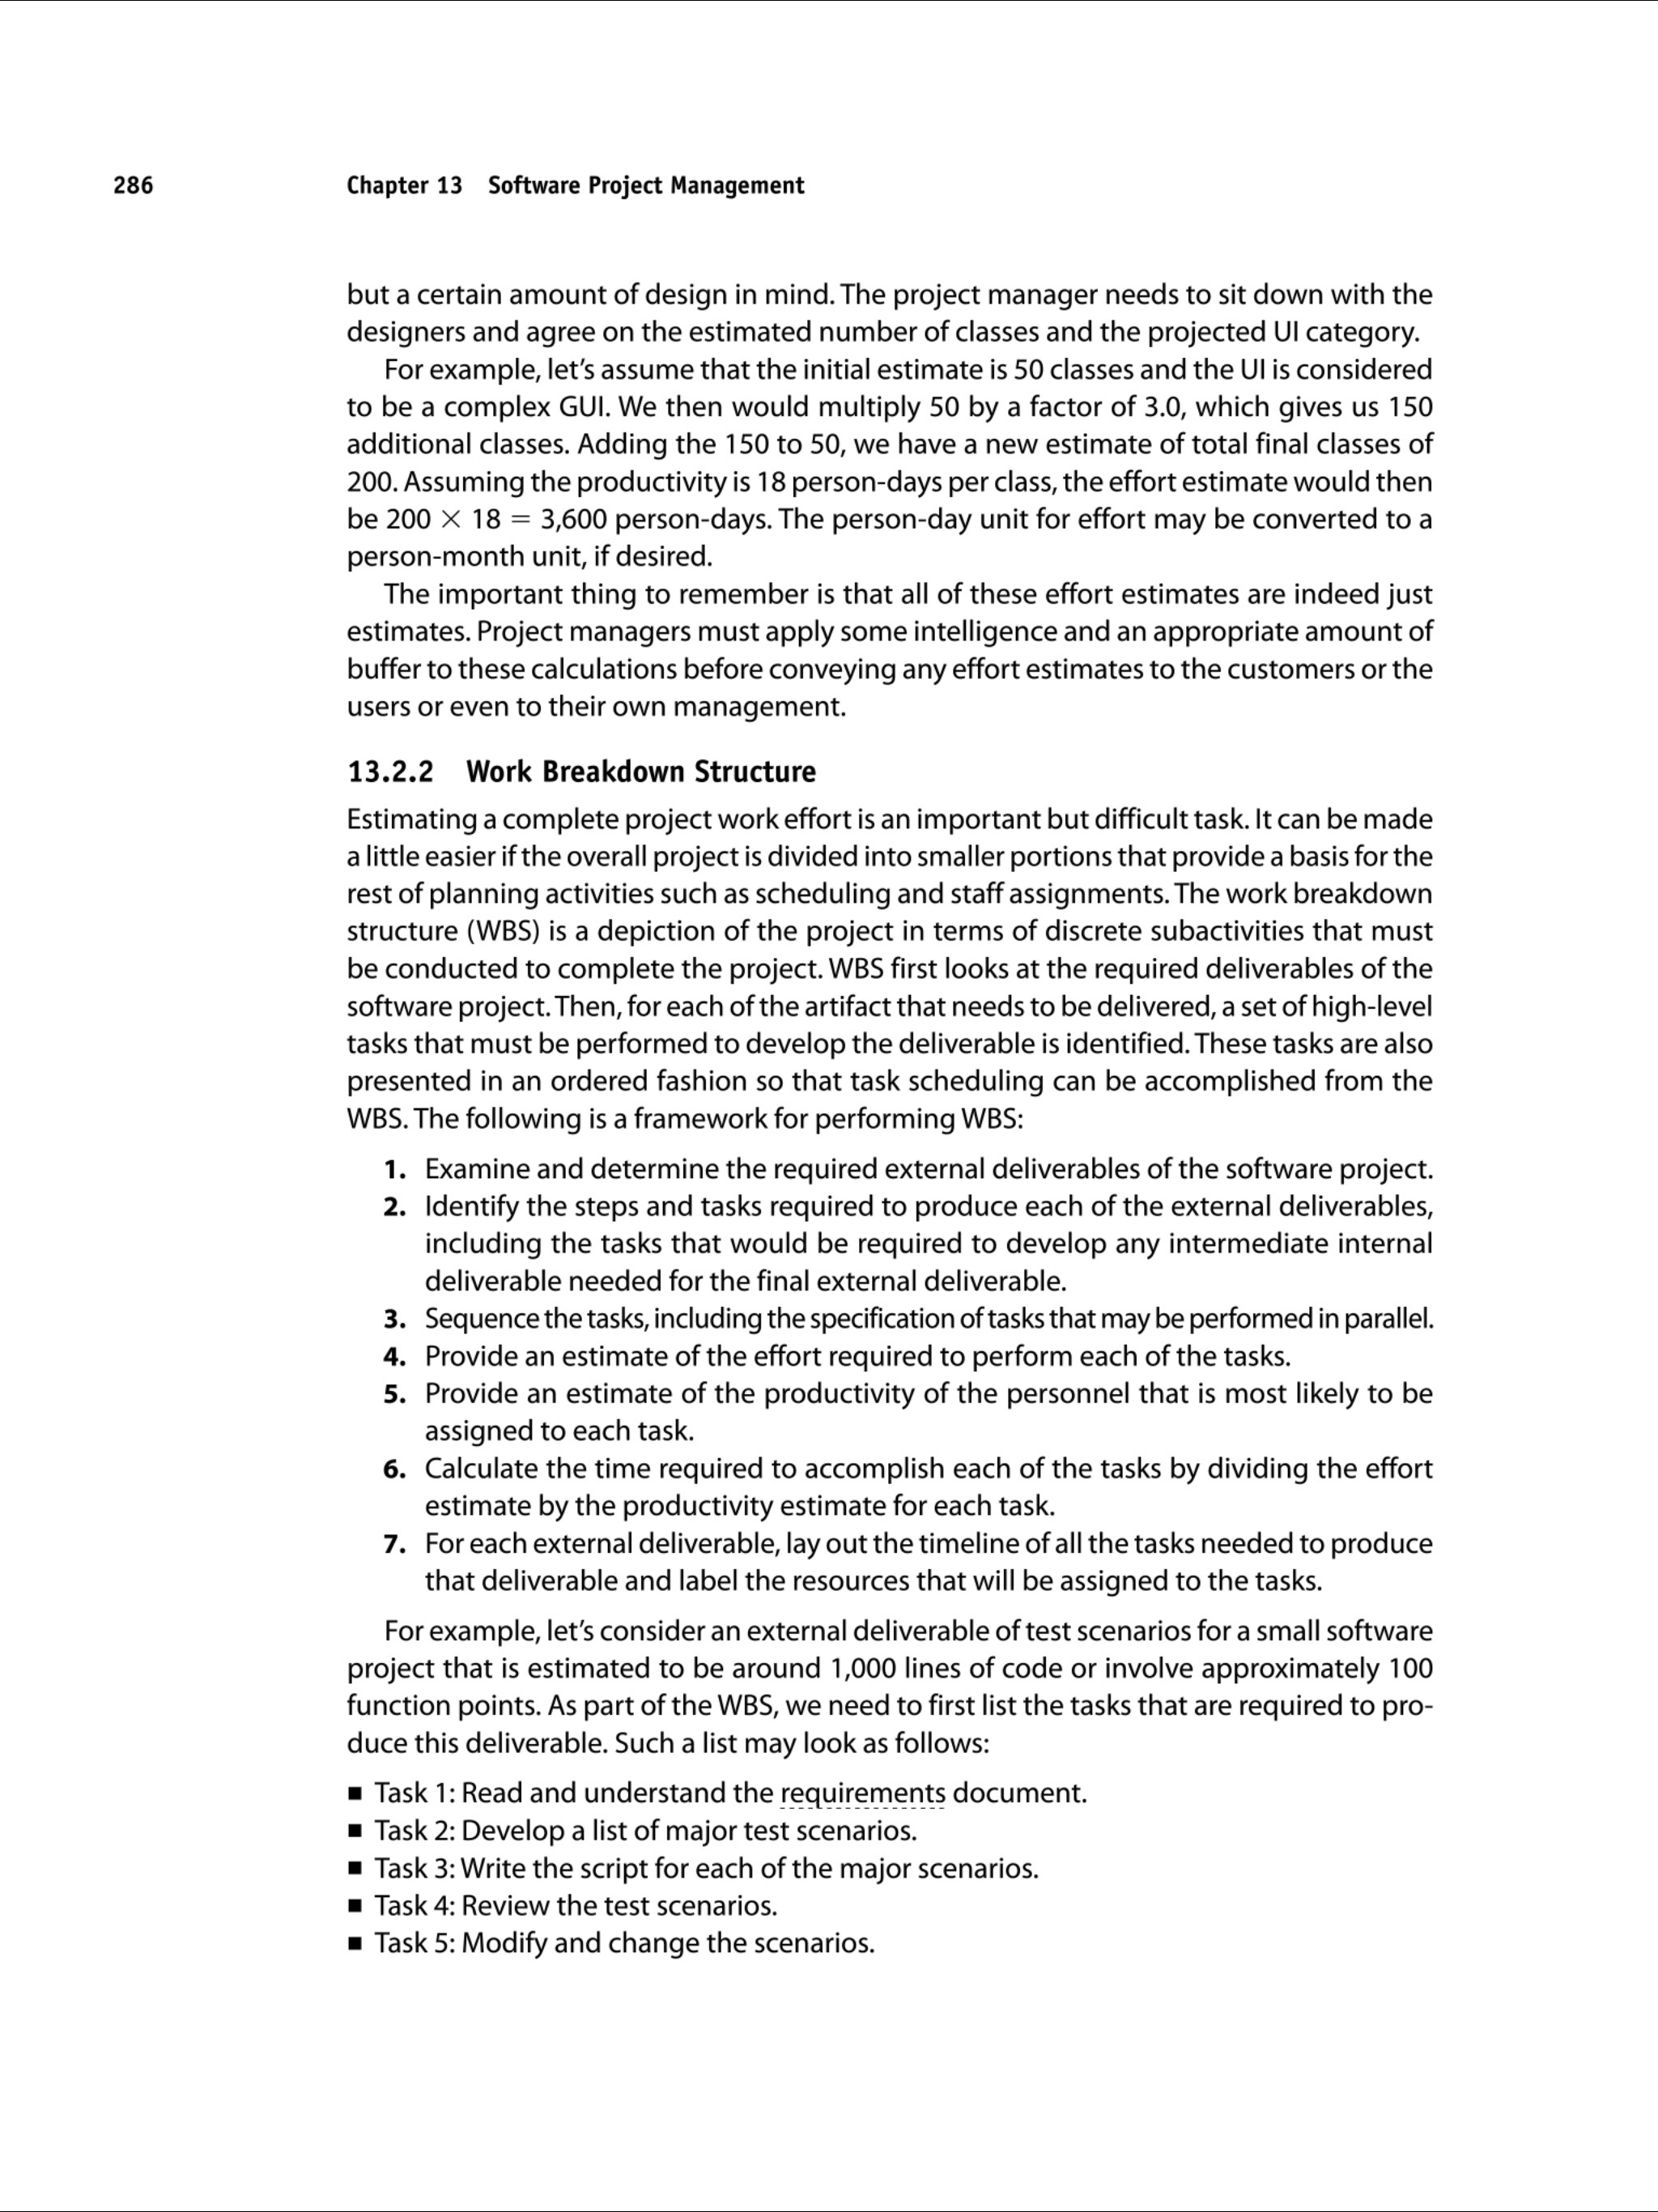 286 Chapter 13 Software Project Management
but a certain amount of design in mind. The project manager needs to sit down with the
designers and agree on the estimated number of classes and the projected UI category.
For example, let’s assume that the initial estimate is 50 classes and the UI is considered
to be a complex GUI. We then would multiply 50 by a factor of 3.0, which gives us 150
additional classes. Adding the 150 to 50, we have a new estimate of total final classes of
200. Assuming the productivity is 18 person-days per class, the effort estimate would then
be 200 × 18 = 3,600 person-days. The person-day unit for effort may be converted to a
person-month unit, if desired.
The important thing to remember is that all of these effort estimates are indeed just
estimates. Project managers must apply some intelligence and an appropriate amount of
buffer to these calculations before conveying any effort estimates to the customers or the
users or even to their own management.
13.2.2 Work Breakdown Structure
Estimating a complete project work effort is an important but difficult task. It can be made
a little easier if the overall project is divided into smaller portions that provide a basis for the
rest of planning activities such as scheduling and staff assignments. The work breakdown
structure (WBS) is a depiction of the project in terms of discrete subactivities that must
be conducted to complete the project. WBS first looks at the required deliverables of the
software project. Then, for each of the artifact that needs to be delivered, a set of high-level
tasks that must be performed to develop the deliverable is identified. These tasks are also
presented in an ordered fashion so that task scheduling can be accomplished from the
WBS. The following is a framework for performing WBS:
1. Examine and determine the required external deliverables of the software project.
2. Identify the steps and tasks required to produce each of the external deliverables,
including the tasks that would be required to develop any intermediate internal
deliverable needed for the final external deliverable.
3. Sequence the tasks, including the specification of tasks that may be performed in parallel.
4. Provide an estimate of the effort required to perform each of the tasks.
5. Provide an estimate of the productivity of the personnel that is most likely to be
assigned to each task.
6. Calculate the time required to accomplish each of the tasks by dividing the effort
estimate by the productivity estimate for each task.
7. For each external deliverable, lay out the timeline of all the tasks needed to produce
that deliverable and label the resources that will be assigned to the tasks.
For example, let’s consider an external deliverable of test scenarios for a small software
project that is estimated to be around 1,000 lines of code or involve approximately 100
function points. As part of the WBS, we need to first list the tasks that are required to pro-
duce this deliverable. Such a list may look as follows:
■ Task 1: Read and understand the requirements document.
■ Task 2: Develop a list of major test scenarios.
■ Task 3: Write the script for each of the major scenarios.
■ Task 4: Review the test scenarios.
■ Task 5: Modify and change the scenarios.